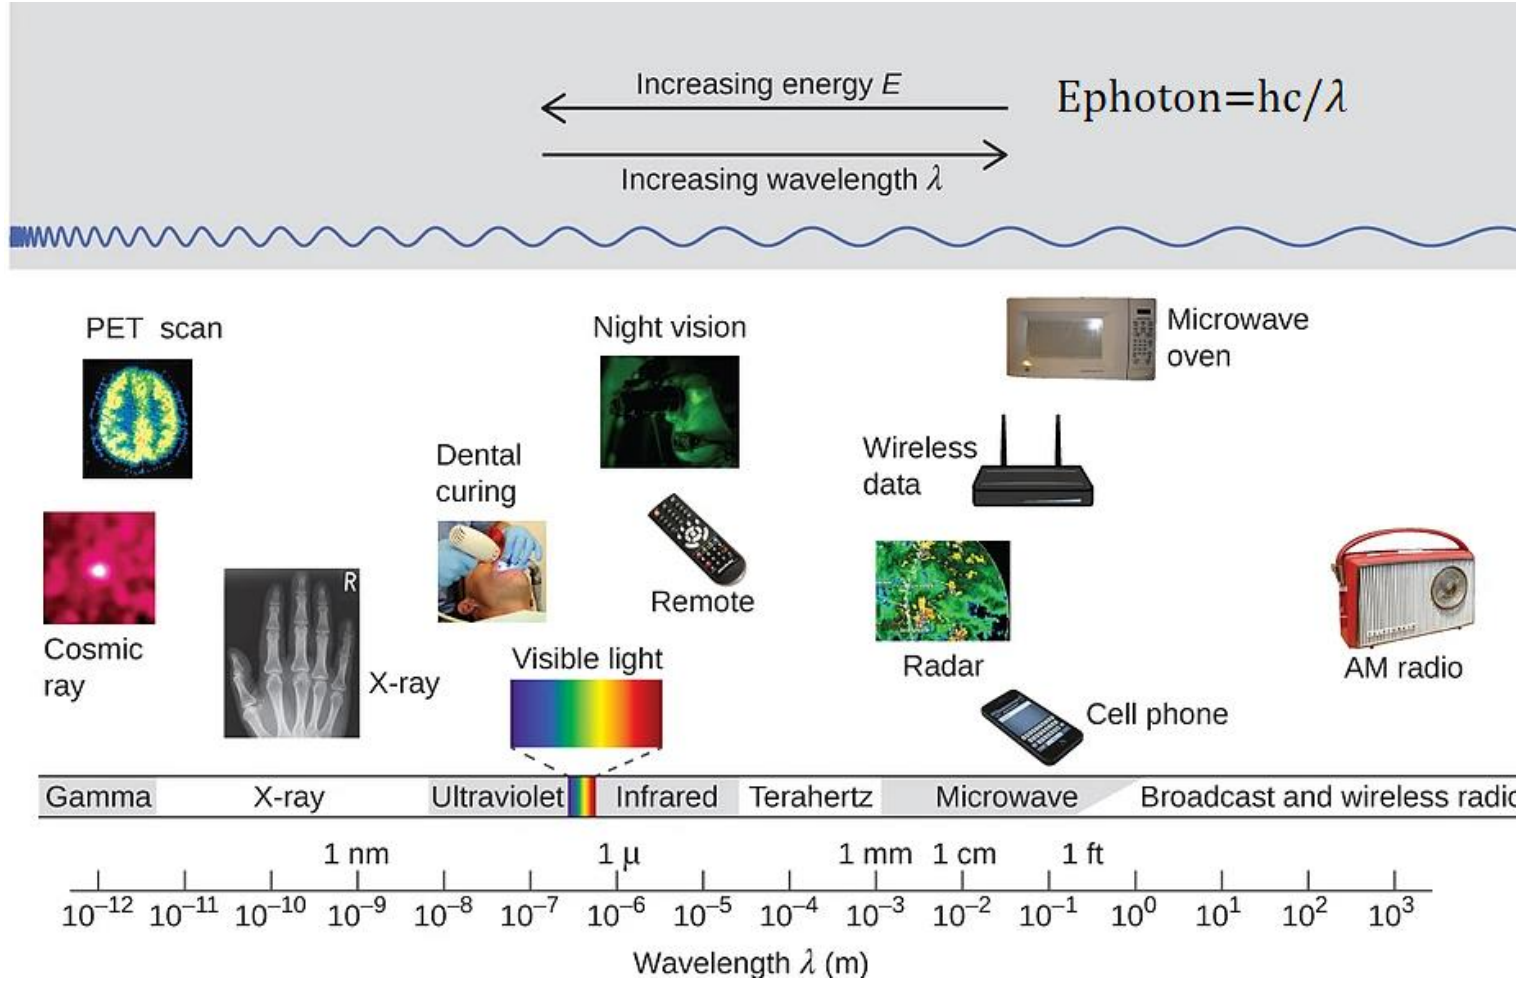 Increasing energy E
Ephoton=hc/λ
Increasing wavelength λ
PET scan
Night vision
Microwave
oven
Dental
curing
Wireless
data
R
Remote
Cosmic
ray
X-ray
Visible light
Radar
AM radio
Cell phone
Gamma X-ray Ultraviolet Infrared Terahertz Microwave Broadcast and wireless radio
1 nm 1 μ 1 mm 1 cm 1 ft
10⁻¹² 10⁻¹¹ 10⁻¹⁰ 10⁻⁹ 10⁻⁸ 10⁻⁷ 10⁻⁶ 10⁻⁵ 10⁻⁴ 10⁻³ 10⁻² 10⁻¹ 10⁰ 10¹ 10² 10³
Wavelength λ (m)